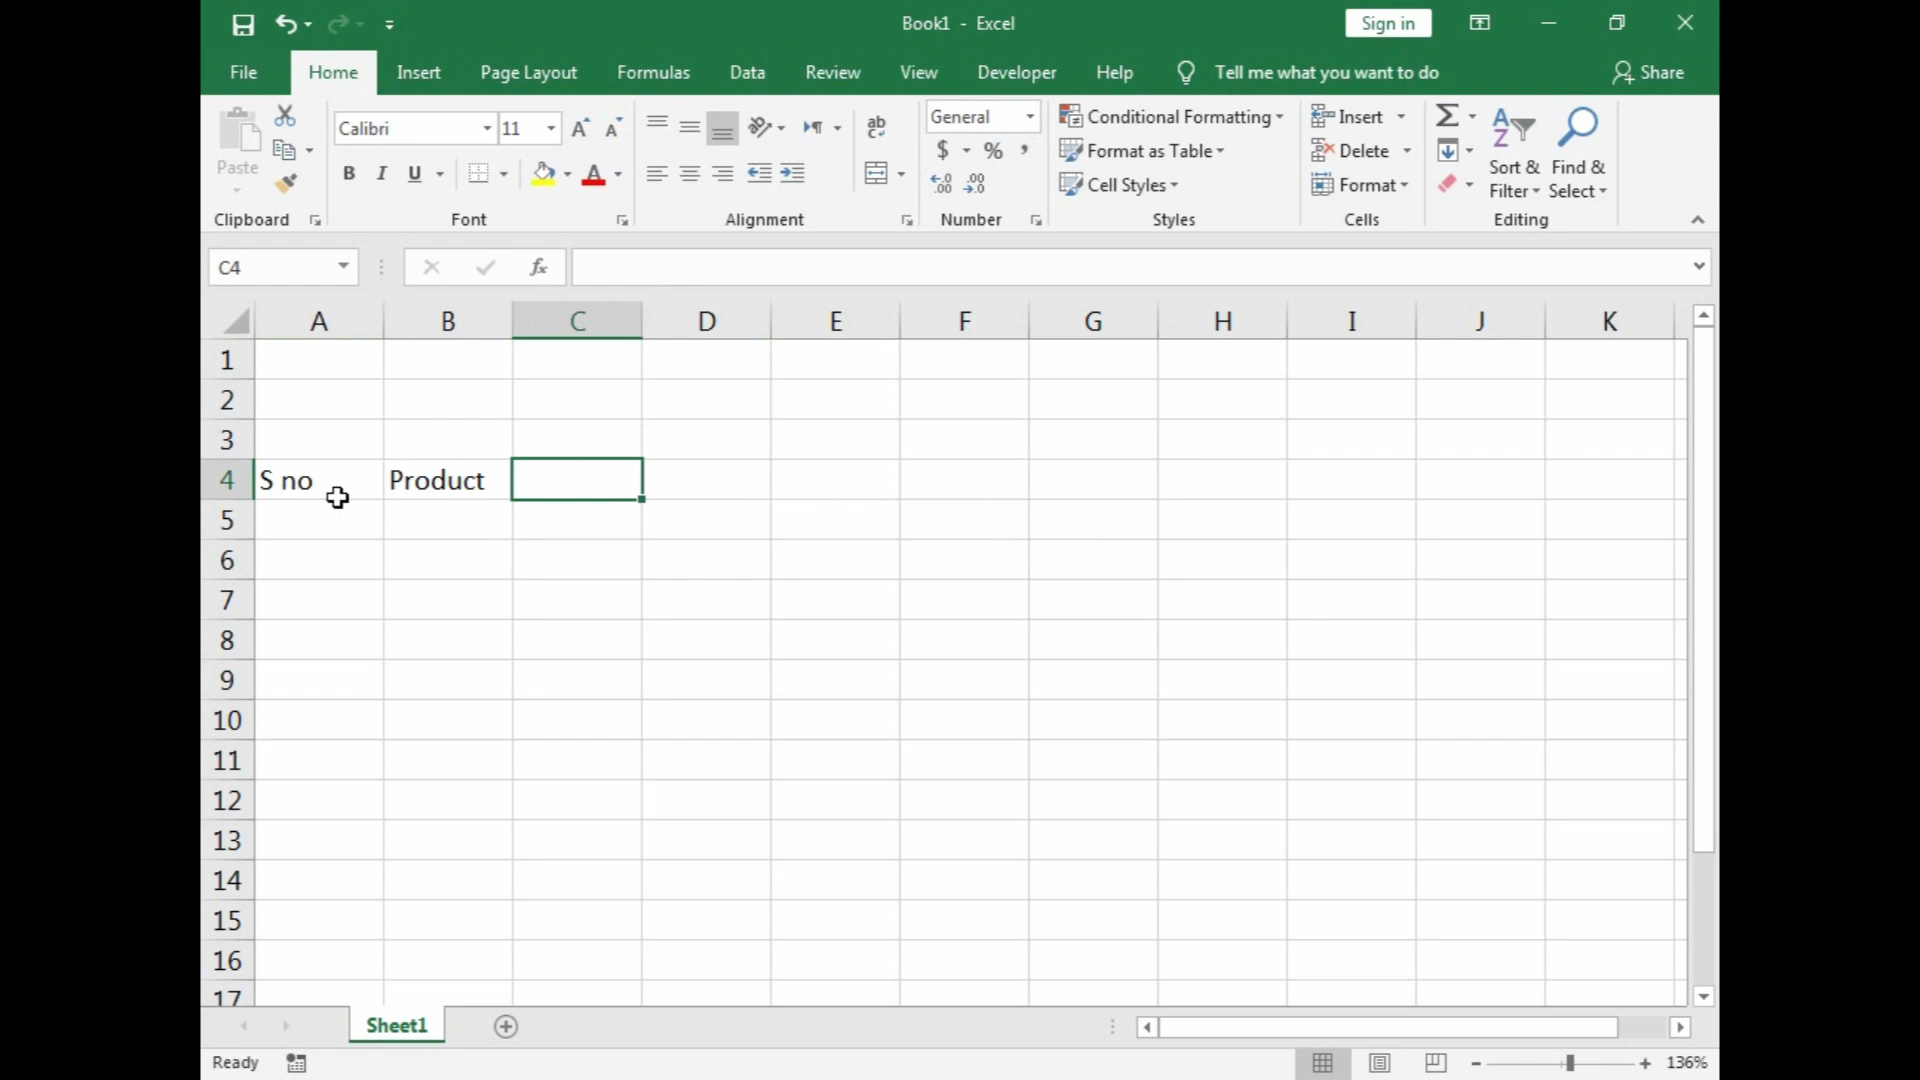 Book1 - Excel
Sign in
File Home Insert Page Layout Formulas Data Review View Developer Help Tell me what you want to do Share
Paste
Calibri 11
B I U A
ab
General
$ % ,
Conditional Formatting
Format as Table
Cell Styles
Insert
Delete
Format
Sort & Filter
Find & Select
Clipboard Font Alignment Number Styles Cells Editing
C4 fx
A B C D E F G H I J K
1
2
3
4 S no Product
5
6
7
8
9
10
11
12
13
14
15
16
17
Sheet1
Ready 136%